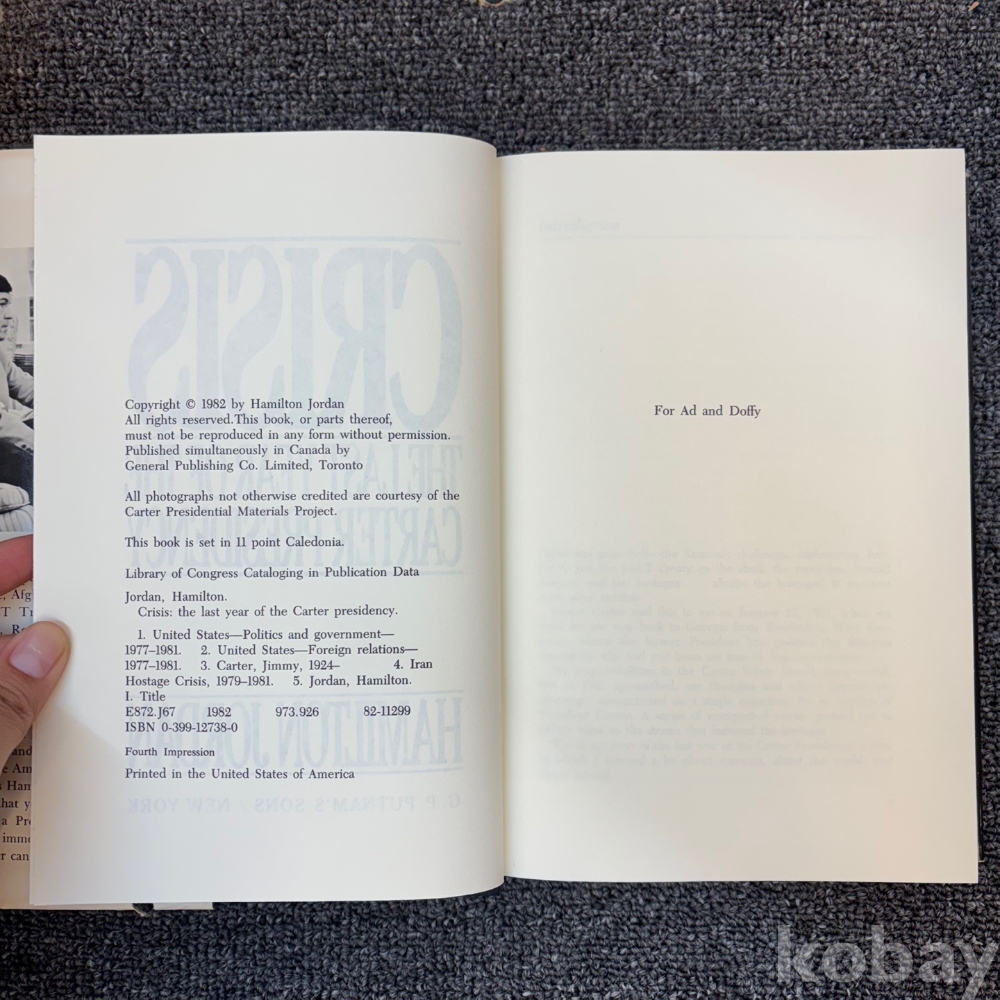 Copyright © 1982 by Hamilton Jordan
All rights reserved.This book, or parts thereof,
must not be reproduced in any form without permission.
Published simultaneously in Canada by
General Publishing Co. Limited, Toronto
All photographs not otherwise credited are courtesy of the
Carter Presidential Materials Project.
This book is set in 11 point Caledonia.
Library of Congress Cataloging in Publication Data
Jordan, Hamilton.
Crisis: the last year of the Carter presidency.
1. United States—Politics and government—
1977–1981. 2. United States—Foreign relations—
1977–1981. 3. Carter, Jimmy, 1924– 4. Iran
Hostage Crisis, 1979–1981. 5. Jordan, Hamilton.
I. Title
E872.J67 1982 973.926 82-11299
ISBN 0-399-12738-0
Fourth Impression
Printed in the United States of America
For Ad and Doffy
kobay